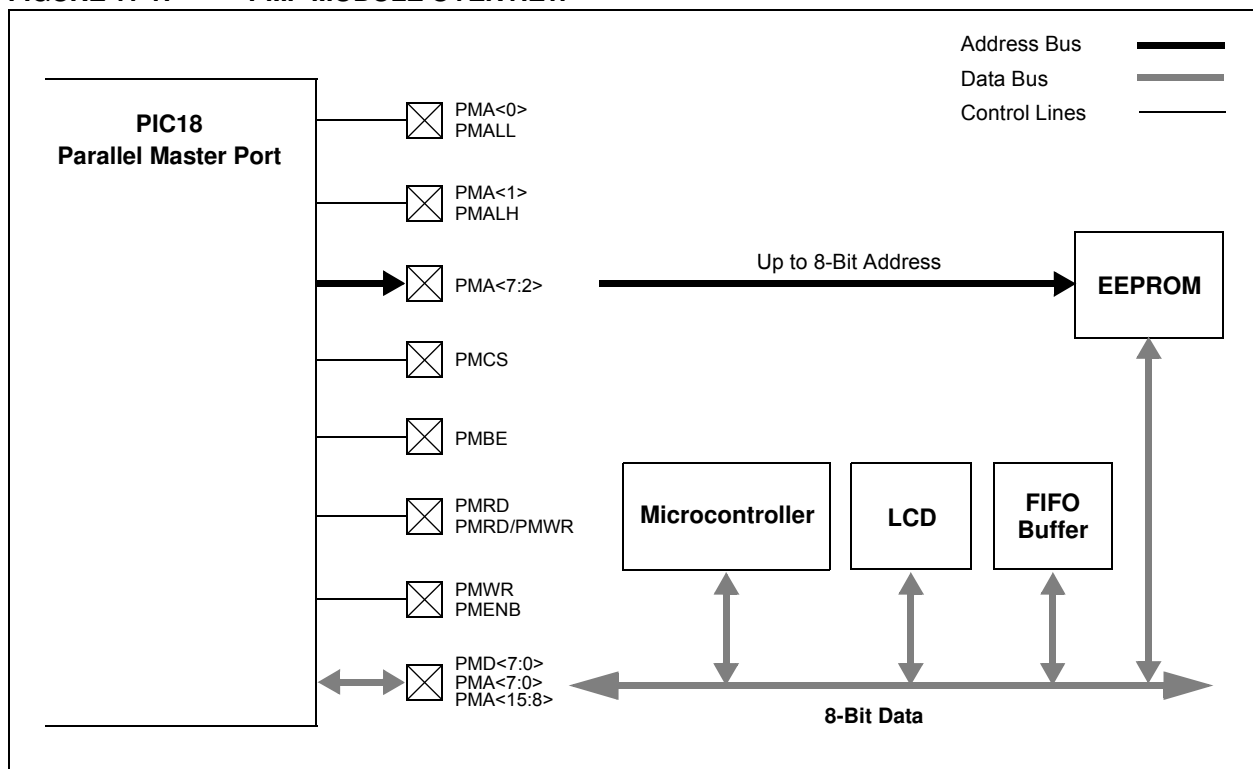 Address Bus
Data Bus
Control Lines
PIC18
Parallel Master Port
PMA<0>
PMALL
PMA<1>
PMALH
PMA<7:2>
Up to 8-Bit Address
EEPROM
PMCS
PMBE
PMRD
PMRD/PMWR
Microcontroller
LCD
FIFO
Buffer
PMWR
PMENB
PMD<7:0>
PMA<7:0>
PMA<15:8>
8-Bit Data